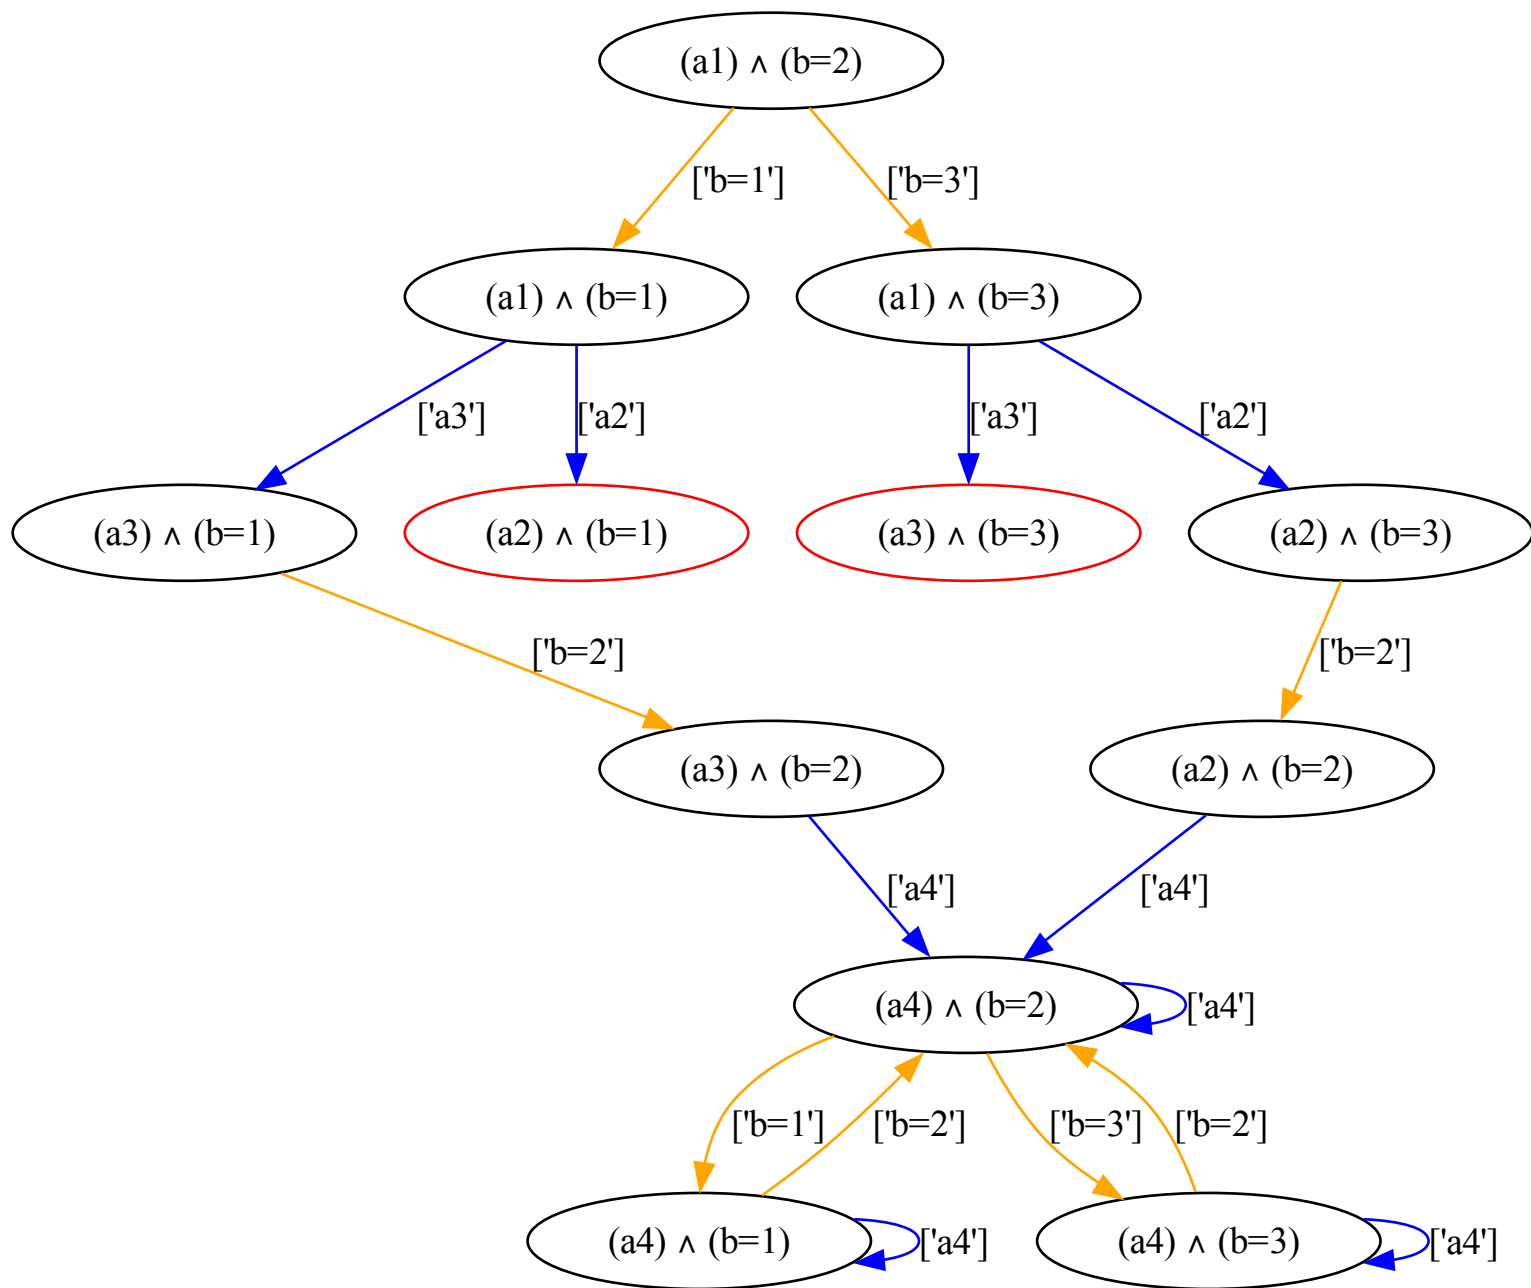 (a1) ∧ (b=2)
['b=1']
['b=3']
(a1) ∧ (b=1)
(a1) ∧ (b=3)
['a3']
['a2']
['a3']
['a2']
(a3) ∧ (b=1)
(a2) ∧ (b=1)
(a3) ∧ (b=3)
(a2) ∧ (b=3)
['b=2']
['b=2']
(a3) ∧ (b=2)
(a2) ∧ (b=2)
['a4']
['a4']
(a4) ∧ (b=2)
['a4']
['b=1']
['b=2']
['b=3']
['b=2']
(a4) ∧ (b=1)
['a4']
(a4) ∧ (b=3)
['a4']